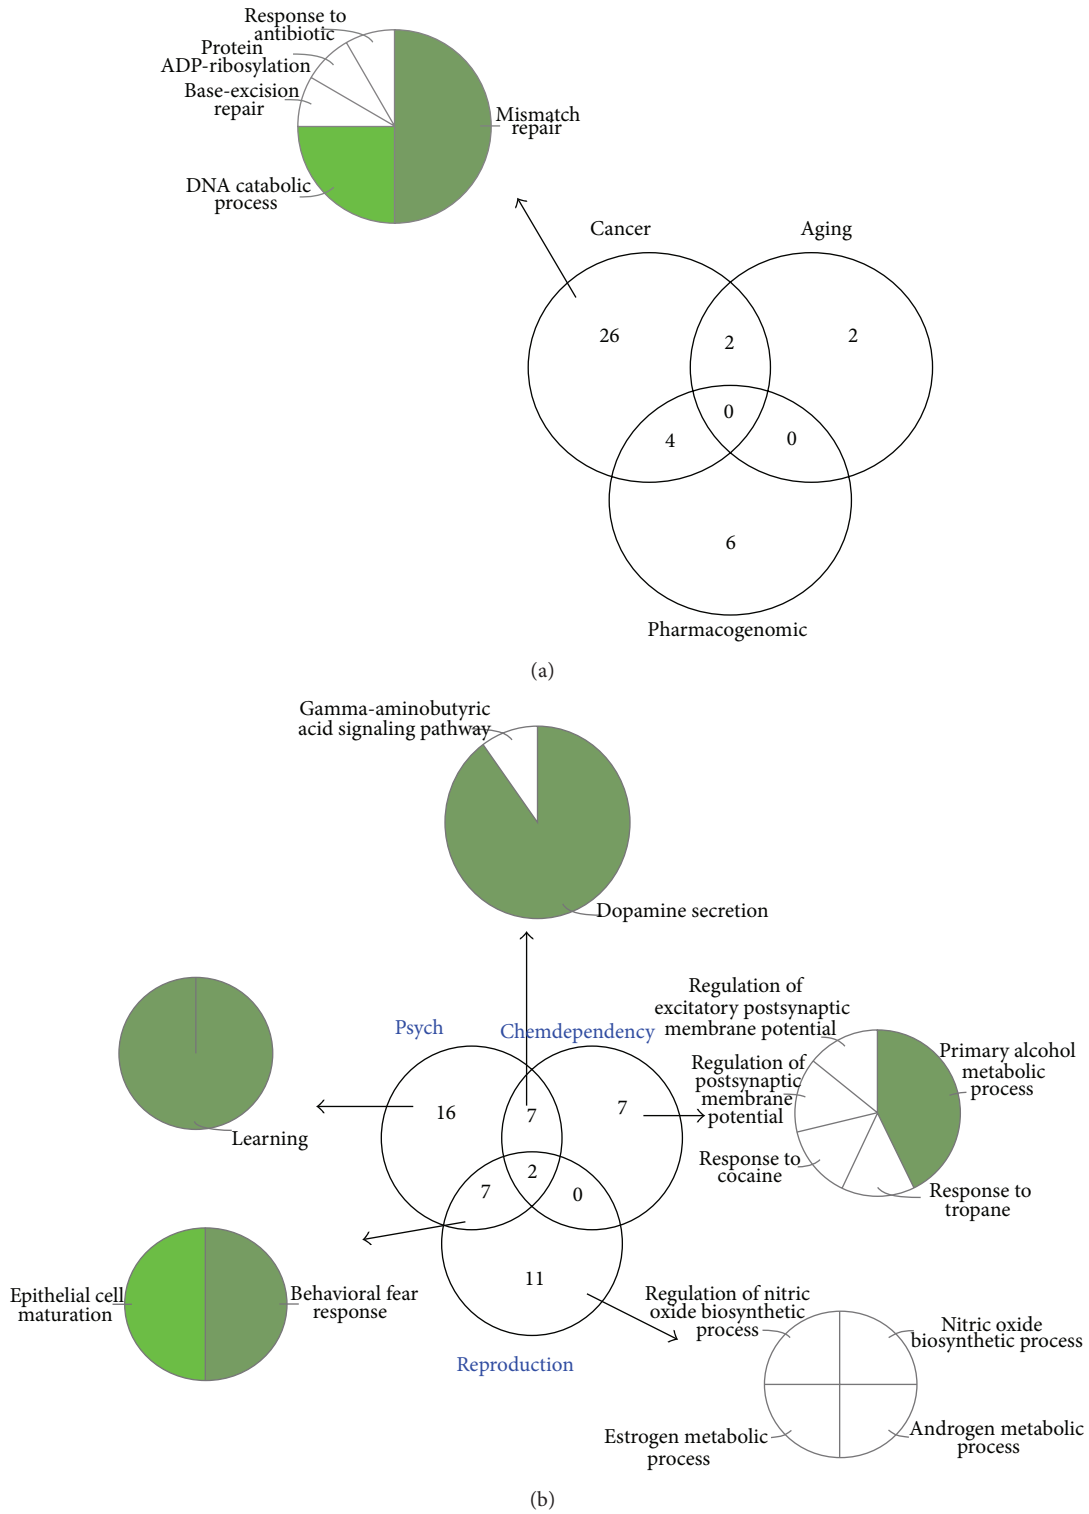 Response to
antibiotic
Protein
ADP-ribosylation
Base-excision
repair
Mismatch
repair
DNA catabolic
process
Cancer
Aging
26
2
2
0
4
0
6
Pharmacogenomic
(a)
Gamma-aminobutyric
acid signaling pathway
Dopamine secretion
Psych
Chemdependency
Regulation of
excitatory postsynaptic
membrane potential
Primary alcohol
metabolic
process
Regulation of
postsynaptic
membrane
potential
Response to
cocaine
Response to
tropane
16
7
7
2
7
0
11
Learning
Epithelial cell
maturation
Behavioral fear
response
Reproduction
Regulation of nitric
oxide biosynthetic
process
Nitric oxide
biosynthetic process
Estrogen metabolic
process
Androgen metabolic
process
(b)